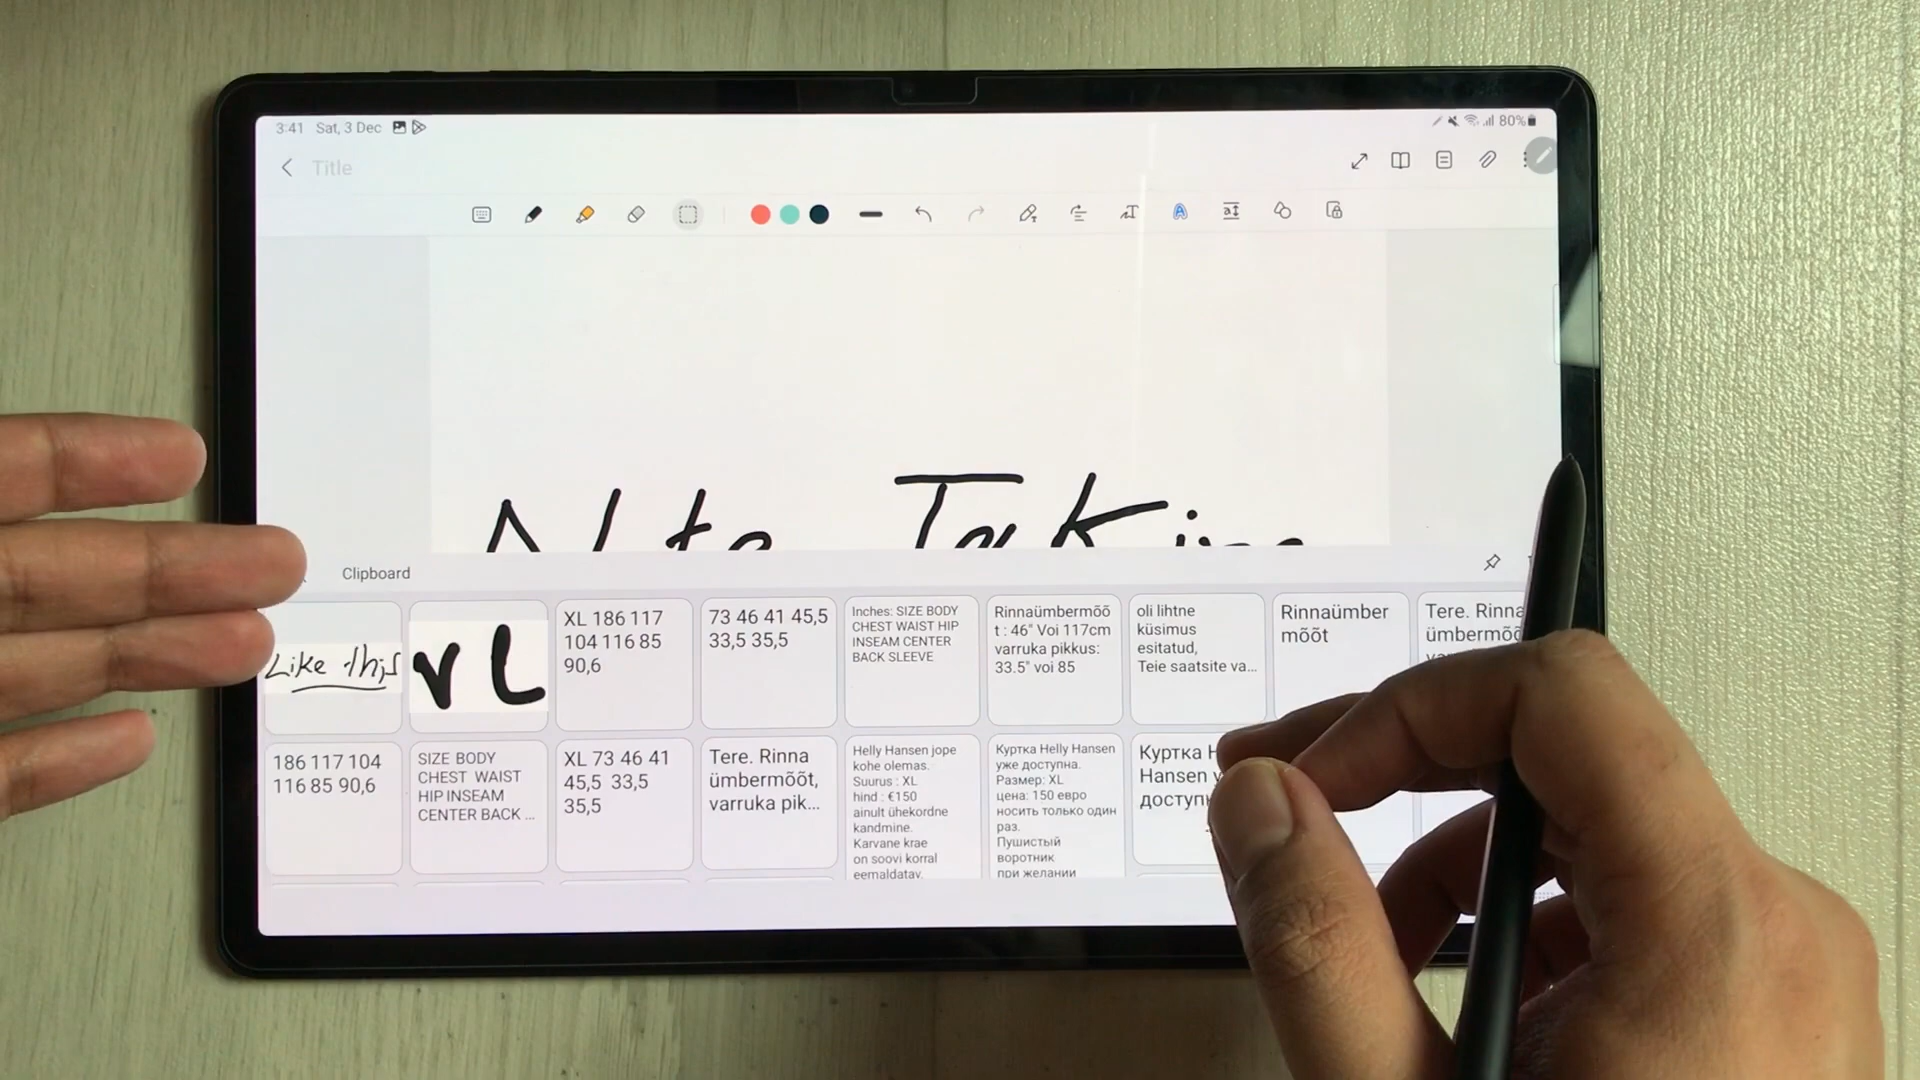 3:41 Sat, 3 Dec
80%
Title
Taking
Clipboard
Like this
XL 186 117
104 116 85
90,6
73 46 41 45,5
33,5 35,5
Inches: SIZE BODY
CHEST WAIST HIP
INSEAM CENTER
BACK SLEEVE
Rinnaümbermõõ
t : 46" Voi 117cm
varruka pikkus:
33.5" voi 85
oli lihtne
küsimus
esitatud,
Teie saatsite va...
Rinnaümber
mõõt
Tere. Rinna
ümbermõõ
186 117 104
116 85 90,6
SIZE BODY
CHEST WAIST
HIP INSEAM
CENTER BACK ...
XL 73 46 41
45,5 33,5
35,5
Tere. Rinna
ümbermõõt,
varruka pik...
Helly Hansen jope
kohe olemas.
Suurus : XL
hind : €150
ainult ühekordne
kandmine.
Karvane krae
on soovi korral
eemaldatav.
Куртка Helly Hansen
уже доступна.
Размер: XL
цена: 150 евро
носить только один
раз.
Пушистый
воротник
при желании
Куртка H
Hansen
доступн